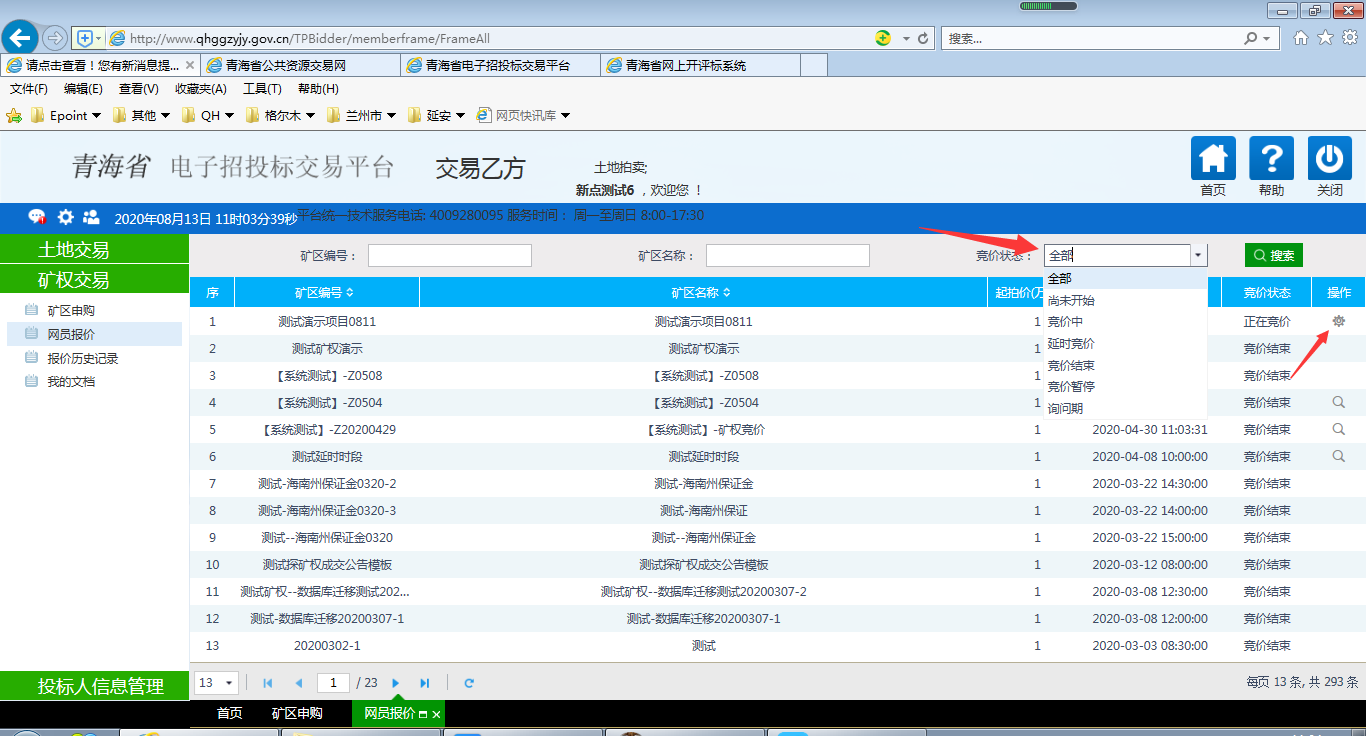 http://www.qhggzyjy.gov.cn/TPBidder/memberframe/FrameAll
搜索...
请点击查看！您有新消息提...
青海省公共资源交易网
青海省电子招投标交易平台
青海省网上开评标系统
文件(F) 编辑(E) 查看(V) 收藏夹(A) 工具(T) 帮助(H)
Epoint 其他 QH 格尔木 兰州市 延安 网页快讯库
青海省 电子招投标交易平台 交易乙方
土地拍卖;
新点测试6 ，欢迎您 ！
首页 帮助 关闭
2020年08月13日 11时03分39秒
平台统一技术服务电话: 4009280095 服务时间： 周一至周日 8:00-17:30
土地交易
矿权交易
矿区申购
网员报价
报价历史记录
我的文档
投标人信息管理
矿区编号： 矿区名称： 竞价状态： 全部 搜索
全部
尚未开始
竞价中
延时竞价
竞价结束
竞价暂停
询问期
序 矿区编号 矿区名称 起拍价(万 竞价状态 操作
1 测试演示项目0811 测试演示项目0811 1 正在竞价
2 测试矿权演示 测试矿权演示 1 竞价结束
3 【系统测试】-Z0508 【系统测试】-Z0508 1 竞价结束
4 【系统测试】-Z0504 【系统测试】-Z0504 1 竞价结束
5 【系统测试】-Z20200429 【系统测试】-矿权竞价 1 2020-04-30 11:03:31 竞价结束
6 测试延时时段 测试延时时段 1 2020-04-08 10:00:00 竞价结束
7 测试-海南州保证金0320-2 测试-海南州保证金 1 2020-03-22 14:30:00 竞价结束
8 测试-海南州保证金0320-3 测试-海南州保证 1 2020-03-22 14:00:00 竞价结束
9 测试--海南州保证金0320 测试--海南州保证金 1 2020-03-22 15:00:00 竞价结束
10 测试探矿权成交公告模板 测试探矿权成交公告模板 1 2020-03-12 08:00:00 竞价结束
11 测试矿权--数据库迁移测试202... 测试矿权--数据库迁移测试20200307-2 1 2020-03-08 12:30:00 竞价结束
12 测试-数据库迁移20200307-1 测试-数据库迁移20200307-1 1 2020-03-08 12:00:00 竞价结束
13 20200302-1 测试 1 2020-03-03 08:30:00 竞价结束
13 1 / 23 每页 13 条, 共 293 条
首页 矿区申购 网员报价